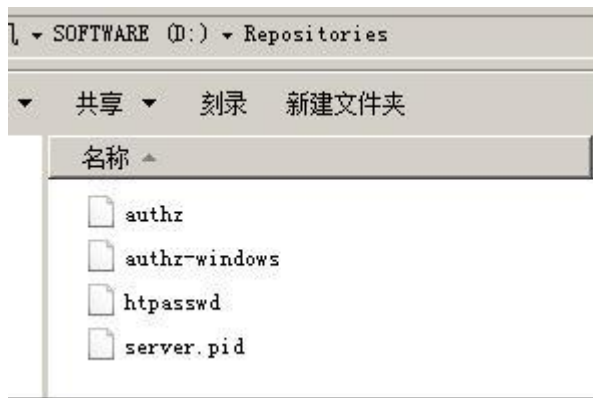 SOFTWARE (D:) Repositories
共享 刻录 新建文件夹
名称
authz
authz-windows
htpasswd
server.pid